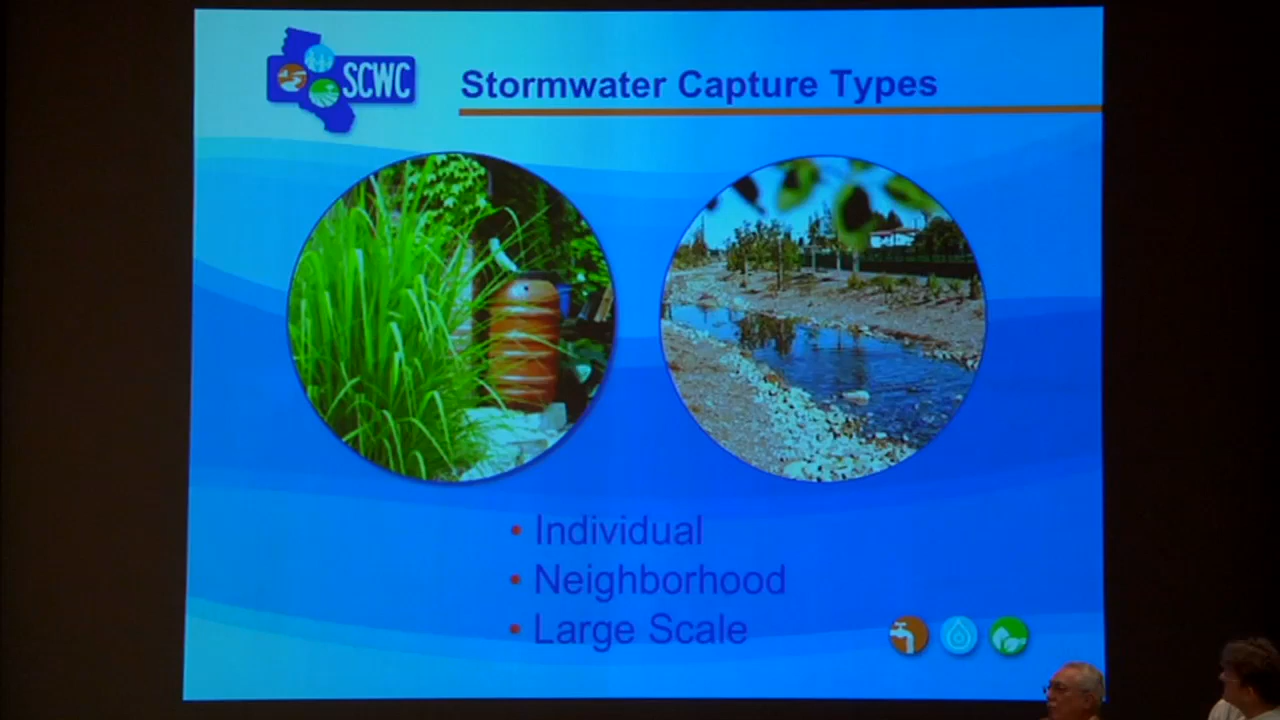 SCWC
Stormwater Capture Types
• Individual
• Neighborhood
• Large Scale